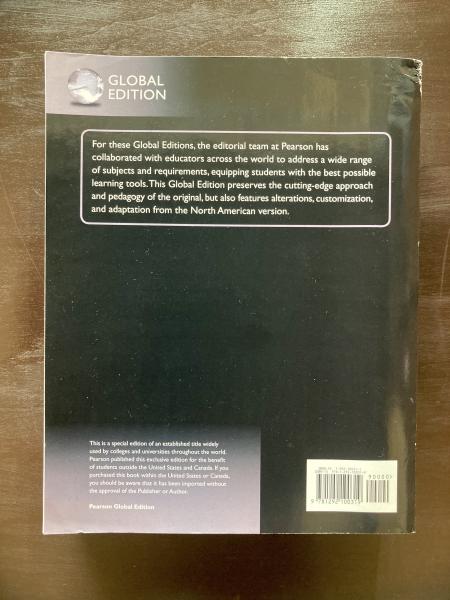 GLOBAL
EDITION
For these Global Editions, the editorial team at Pearson has
collaborated with educators across the world to address a wide range
of subjects and requirements, equipping students with the best possible
learning tools. This Global Edition preserves the cutting-edge approach
and pedagogy of the original, but also features alterations, customization,
and adaptation from the North American version.
This is a special edition of an established title widely
used by colleges and universities throughout the world.
Pearson published this exclusive edition for the benefit
of students outside the United States and Canada. If you
purchased this book within the United States or Canada,
you should be aware that it has been imported without
the approval of the Publisher or Author.
Pearson Global Edition
90000>
9 781292 100319